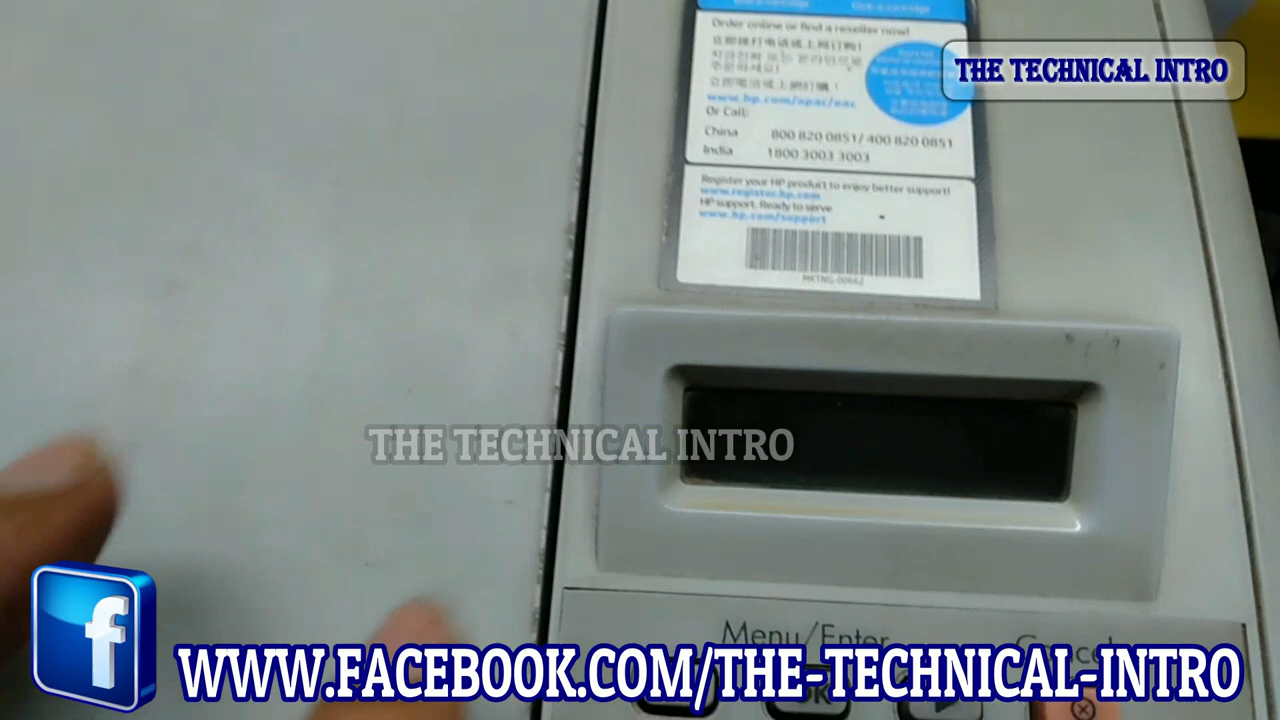 Order online or find a reseller now!
立即拨打电话或上网订购!
지금 전화 또는 온라인으로
주문하세요!
立即電話或上網訂購!
www.hp.com/apac/oac
Or Call:
China 800 820 0851/ 400 820 0851
India 1800 3003 3003
Register your HP product to enjoy better support!
www.register.hp.com
HP support. Ready to serve
www.hp.com/support
THE TECHNICAL INTRO
THE TECHNICAL INTRO
Menu/Enter
Cancel
OK
f
WWW.FACEBOOK.COM/THE-TECHNICAL-INTRO